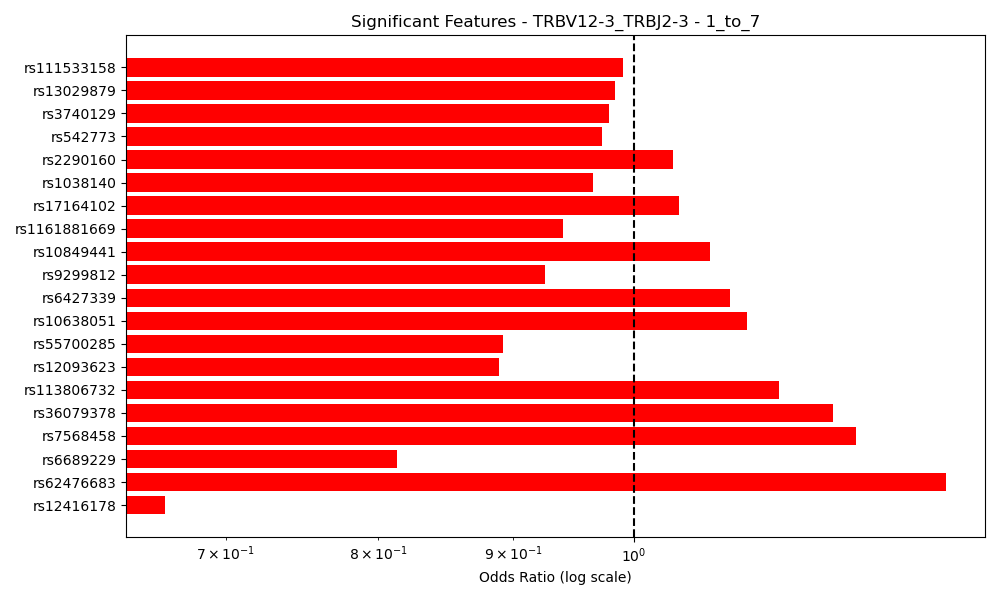 Significant Features - TRBV12-3_TRBJ2-3 - 1_to_7
rs111533158
rs13029879
rs3740129
rs542773
rs2290160
rs1038140
rs17164102
rs1161881669
rs10849441
rs9299812
rs6427339
rs10638051
rs55700285
rs12093623
rs113806732
rs36079378
rs7568458
rs6689229
rs62476683
rs12416178
7 × 10⁻¹ 8 × 10⁻¹ 9 × 10⁻¹ 10⁰
Odds Ratio (log scale)